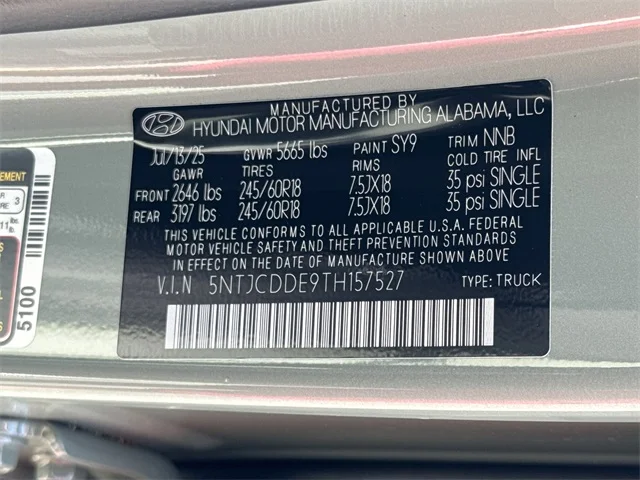 MANUFACTURED BY
HYUNDAI MOTOR MANUFACTURING ALABAMA, LLC
JUL/13/25 GVWR 5665 lbs PAINT SY9 TRIM NNB
GAWR TIRES RIMS COLD TIRE INFL
FRONT 2646 lbs 245/60R18 7.5JX18 35 psi SINGLE
REAR 3197 lbs 245/60R18 7.5JX18 35 psi SINGLE
THIS VEHICLE CONFORMS TO ALL APPLICABLE U.S.A. FEDERAL
MOTOR VEHICLE SAFETY AND THEFT PREVENTION STANDARDS
IN EFFECT ON THE DATE OF MANUFACTURE SHOWN ABOVE.
V.I.N 5NTJCDDE9TH157527 TYPE: TRUCK
5100
3